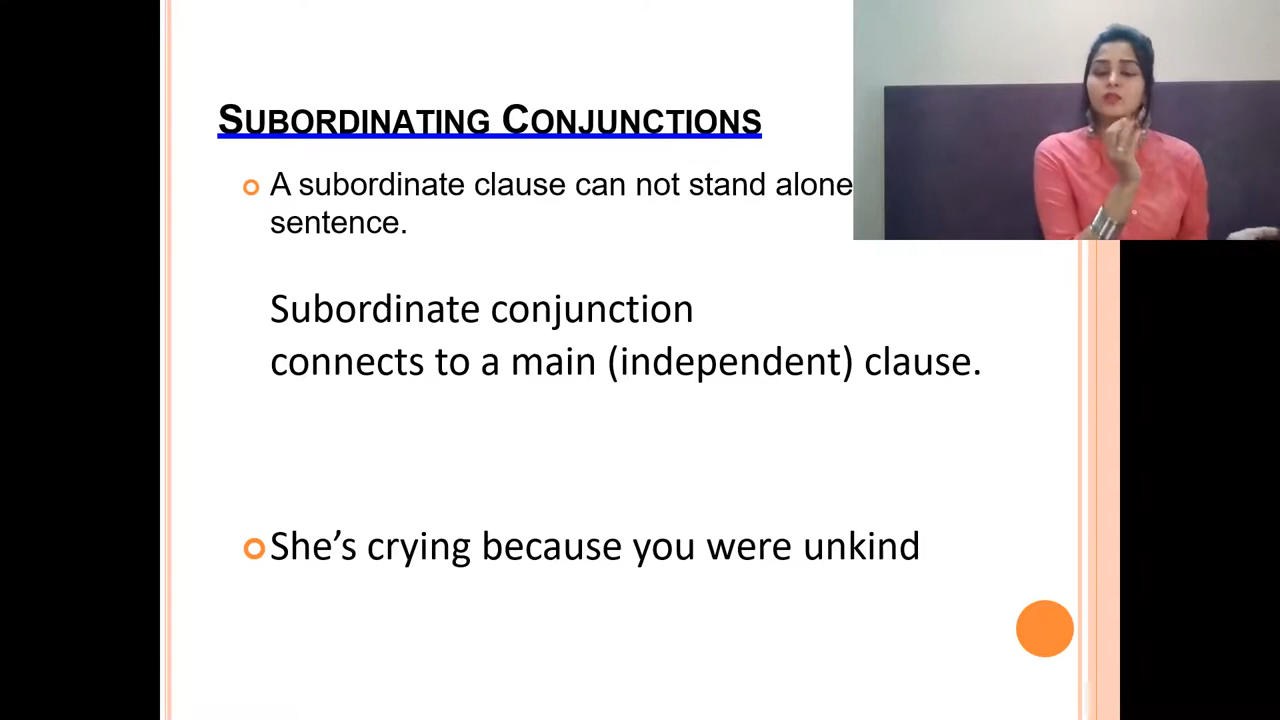 SUBORDINATING CONJUNCTIONS
A subordinate clause can not stand alone
sentence.
Subordinate conjunction
connects to a main (independent) clause.
She’s crying because you were unkind